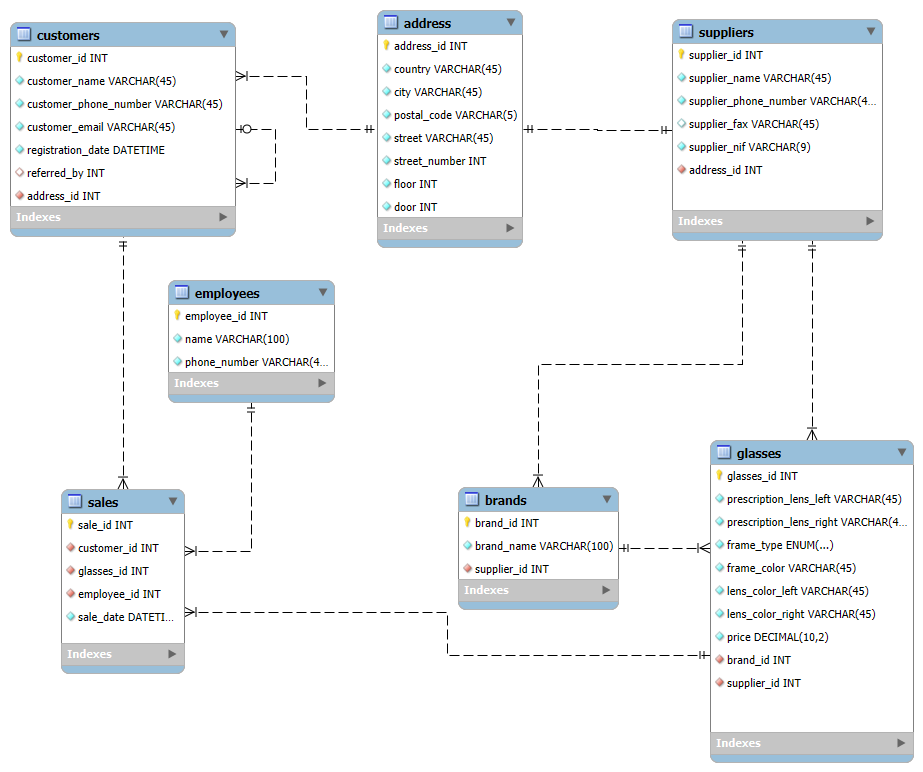 customers
customer_id INT
customer_name VARCHAR(45)
customer_phone_number VARCHAR(45)
customer_email VARCHAR(45)
registration_date DATETIME
referred_by INT
address_id INT
Indexes
address
address_id INT
country VARCHAR(45)
city VARCHAR(45)
postal_code VARCHAR(5)
street VARCHAR(45)
street_number INT
floor INT
door INT
Indexes
suppliers
supplier_id INT
supplier_name VARCHAR(45)
supplier_phone_number VARCHAR(4...
supplier_fax VARCHAR(45)
supplier_nif VARCHAR(9)
address_id INT
Indexes
employees
employee_id INT
name VARCHAR(100)
phone_number VARCHAR(4...
Indexes
sales
sale_id INT
customer_id INT
glasses_id INT
employee_id INT
sale_date DATETI...
Indexes
brands
brand_id INT
brand_name VARCHAR(100)
supplier_id INT
Indexes
glasses
glasses_id INT
prescription_lens_left VARCHAR(45)
prescription_lens_right VARCHAR(4...
frame_type ENUM(...)
frame_color VARCHAR(45)
lens_color_left VARCHAR(45)
lens_color_right VARCHAR(45)
price DECIMAL(10,2)
brand_id INT
supplier_id INT
Indexes